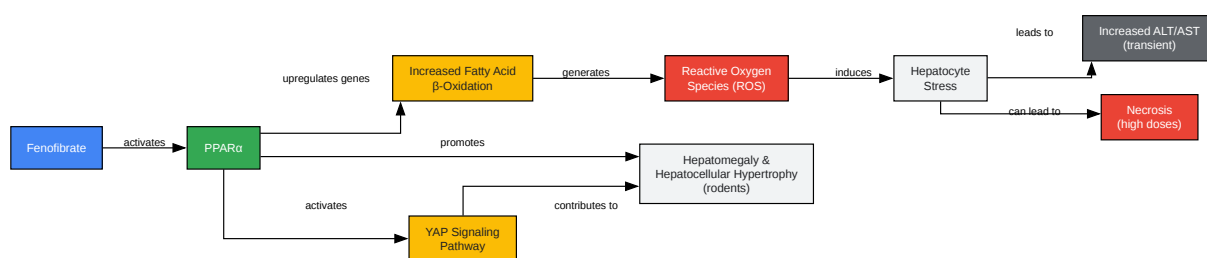 leads to
Increased ALT/AST
(transient)
upregulates genes
Increased Fatty Acid
β-Oxidation
generates
Reactive Oxygen
Species (ROS)
induces
Hepatocyte
Stress
can lead to
Necrosis
(high doses)
Fenofibrate
activates
PPARα
promotes
Hepatomegaly &
Hepatocellular Hypertrophy
(rodents)
activates
contributes to
YAP Signaling
Pathway